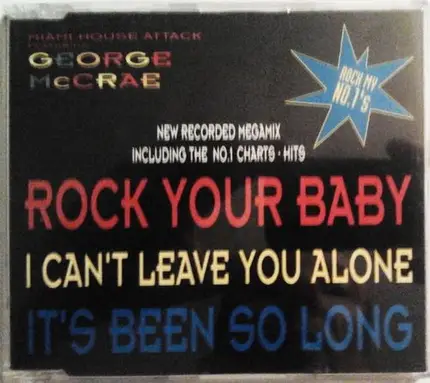 MIAMI HOUSE ATTACK
FEATURING
GEORGE
McCRAE
ROCK MY
NO.1'S
NEW RECORDED MEGAMIX
INCLUDING THE NO.1 CHARTS - HITS
ROCK YOUR BABY
I CAN'T LEAVE YOU ALONE
IT'S BEEN SO LONG